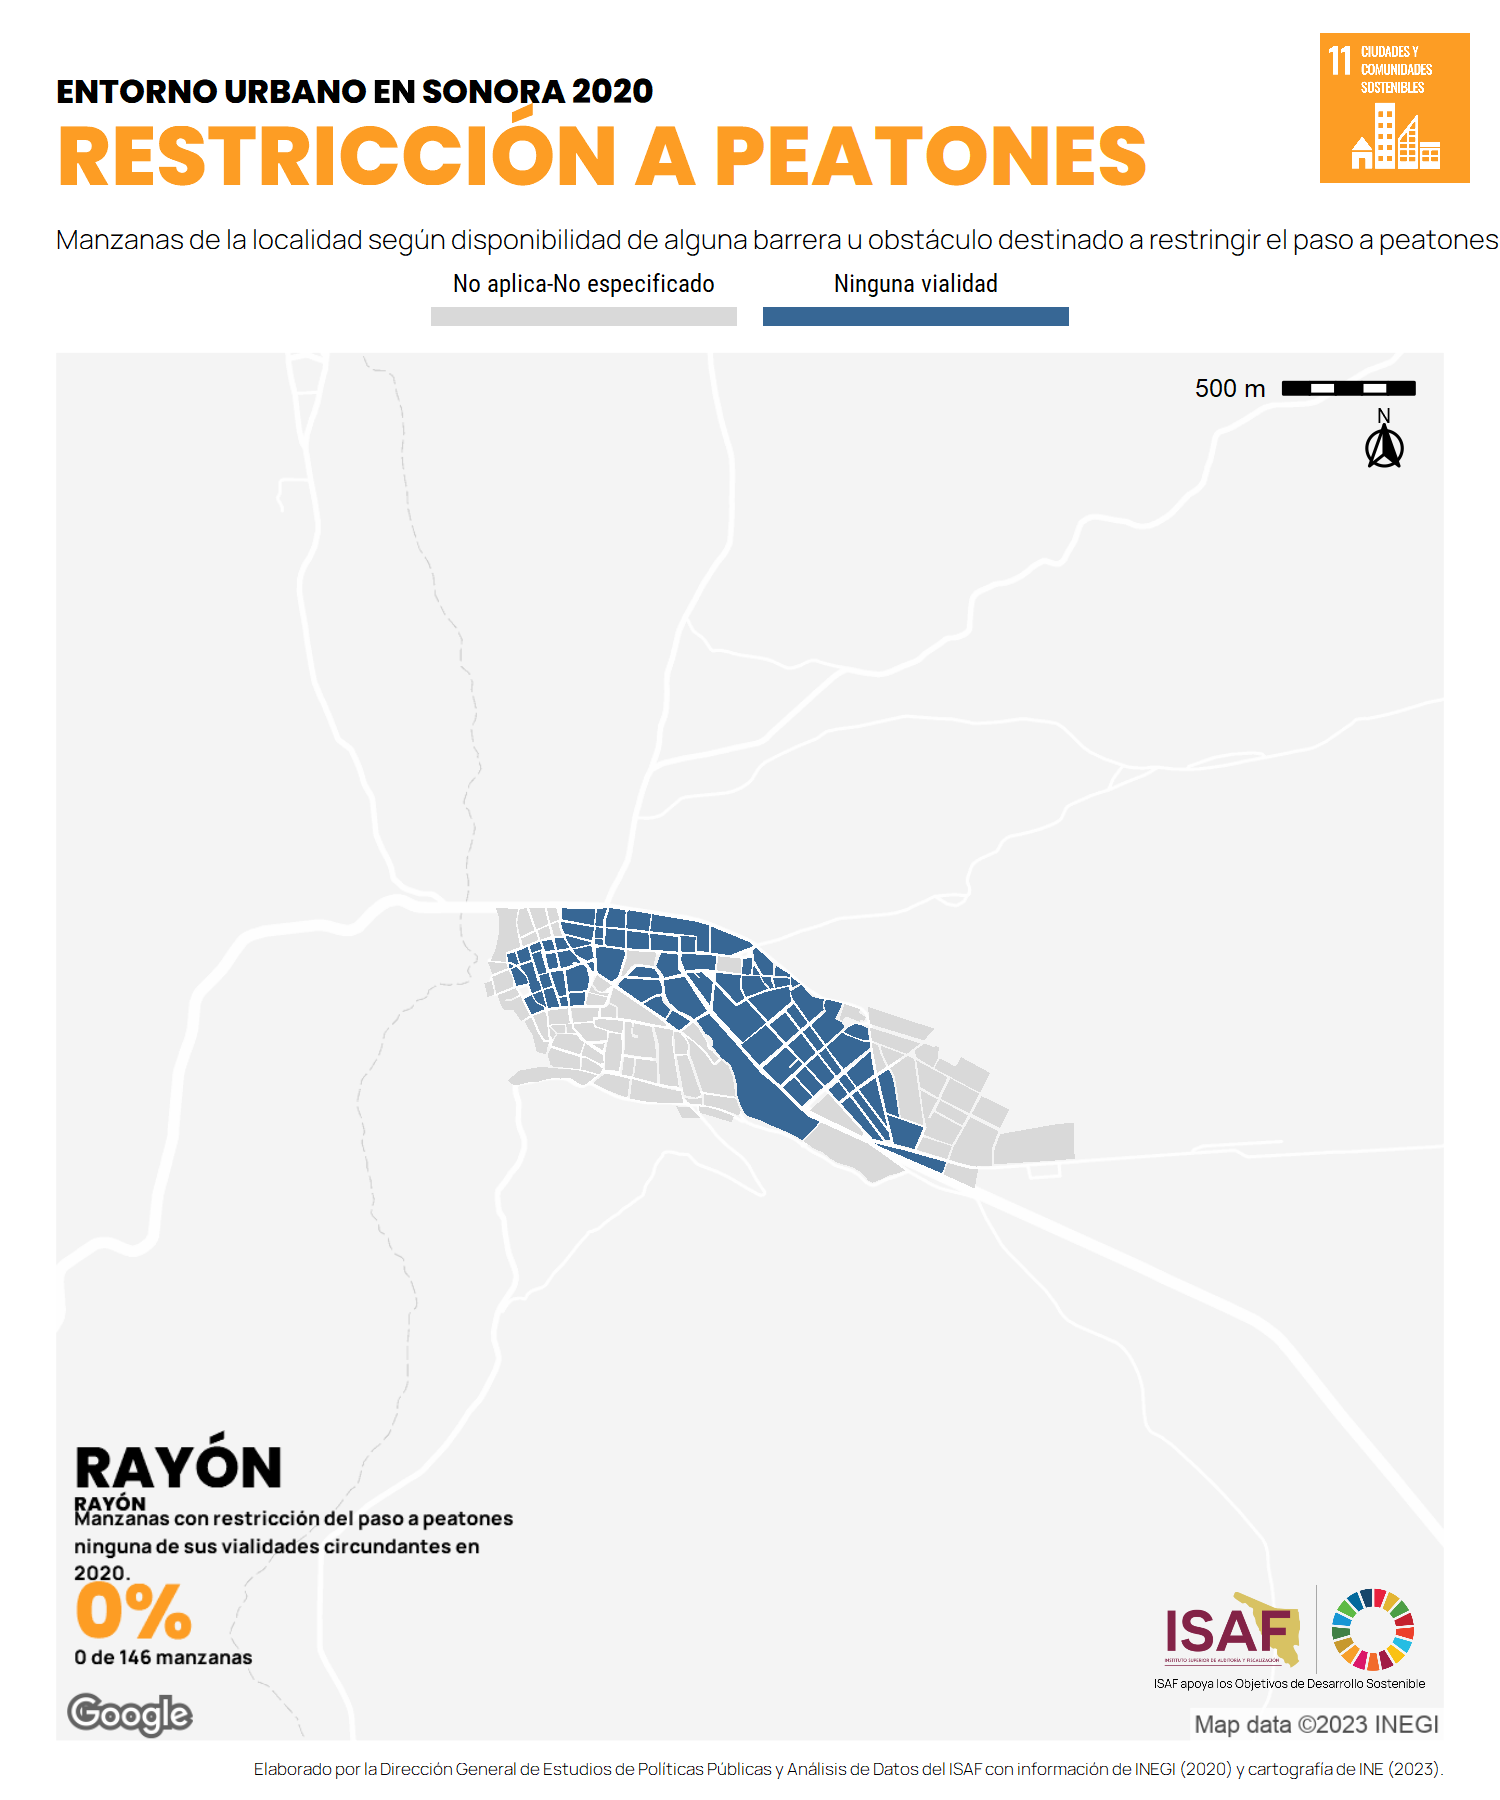 11 CIUDADES Y
COMUNIDADES
SOSTENIBLES
ENTORNO URBANO EN SONORA 2020
RESTRICCIÓN A PEATONES
Manzanas de la localidad según disponibilidad de alguna barrera u obstáculo destinado a restringir el paso a peatones
No aplica-No especificado
Ninguna vialidad
500 m
N
RAYÓN
RAYÓN
Manzanas con restricción del paso a peatones
ninguna de sus vialidades circundantes en
2020.
0%
0 de 146 manzanas
Google
ISAF
INSTITUTO SUPERIOR DE AUDITORÍA Y FISCALIZACIÓN
ISAF apoya los Objetivos de Desarrollo Sostenible
Map data ©2023 INEGI
Elaborado por la Dirección General de Estudios de Políticas Públicas y Análisis de Datos del ISAF con información de INEGI (2020) y cartografía de INE (2023).